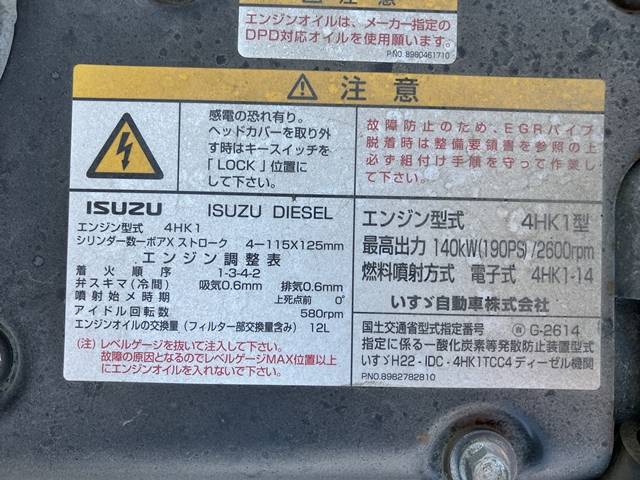 注意
エンジンオイルは、メーカー指定の
DPD対応オイルを使用願います。
P.NO. 8980461710
注意
感電の恐れ有り。
ヘッドカバーを取り外
す時はキースイッチを
「LOCK」位置に
して下さい。
故障防止のため、EGRパイプ
脱着時は整備要領書を参照の上
必ず組付け手順を守って作業し
て下さい。
ISUZU ISUZU DIESEL
エンジン型式 4HK1
シリンダー数ーボアX ストローク 4ー115X125mm
エンジン調整表
着火順序 1-3-4-2
弁スキマ(冷間) 吸気0.6mm 排気0.6mm
噴射始メ時期 上死点前 0°
アイドル回転数 580rpm
エンジンオイルの交換量(フィルター部交換量含み) 12L
(注)レベルゲージを抜いて注入して下さい。
故障の原因となるのでレベルゲージMAX位置以上
にエンジンオイルを入れないで下さい。
エンジン型式 4HK1型
最高出力 140kW(190PS)/2600rpm
燃料噴射方式 電子式 4HK1-14
いすゞ自動車株式会社
国土交通省型式指定番号 G-2614
指定に係る一酸化炭素等発散防止装置型式
いすゞH22-IDC-4HK1TCC4ディーゼル機関
P.NO.8982782810